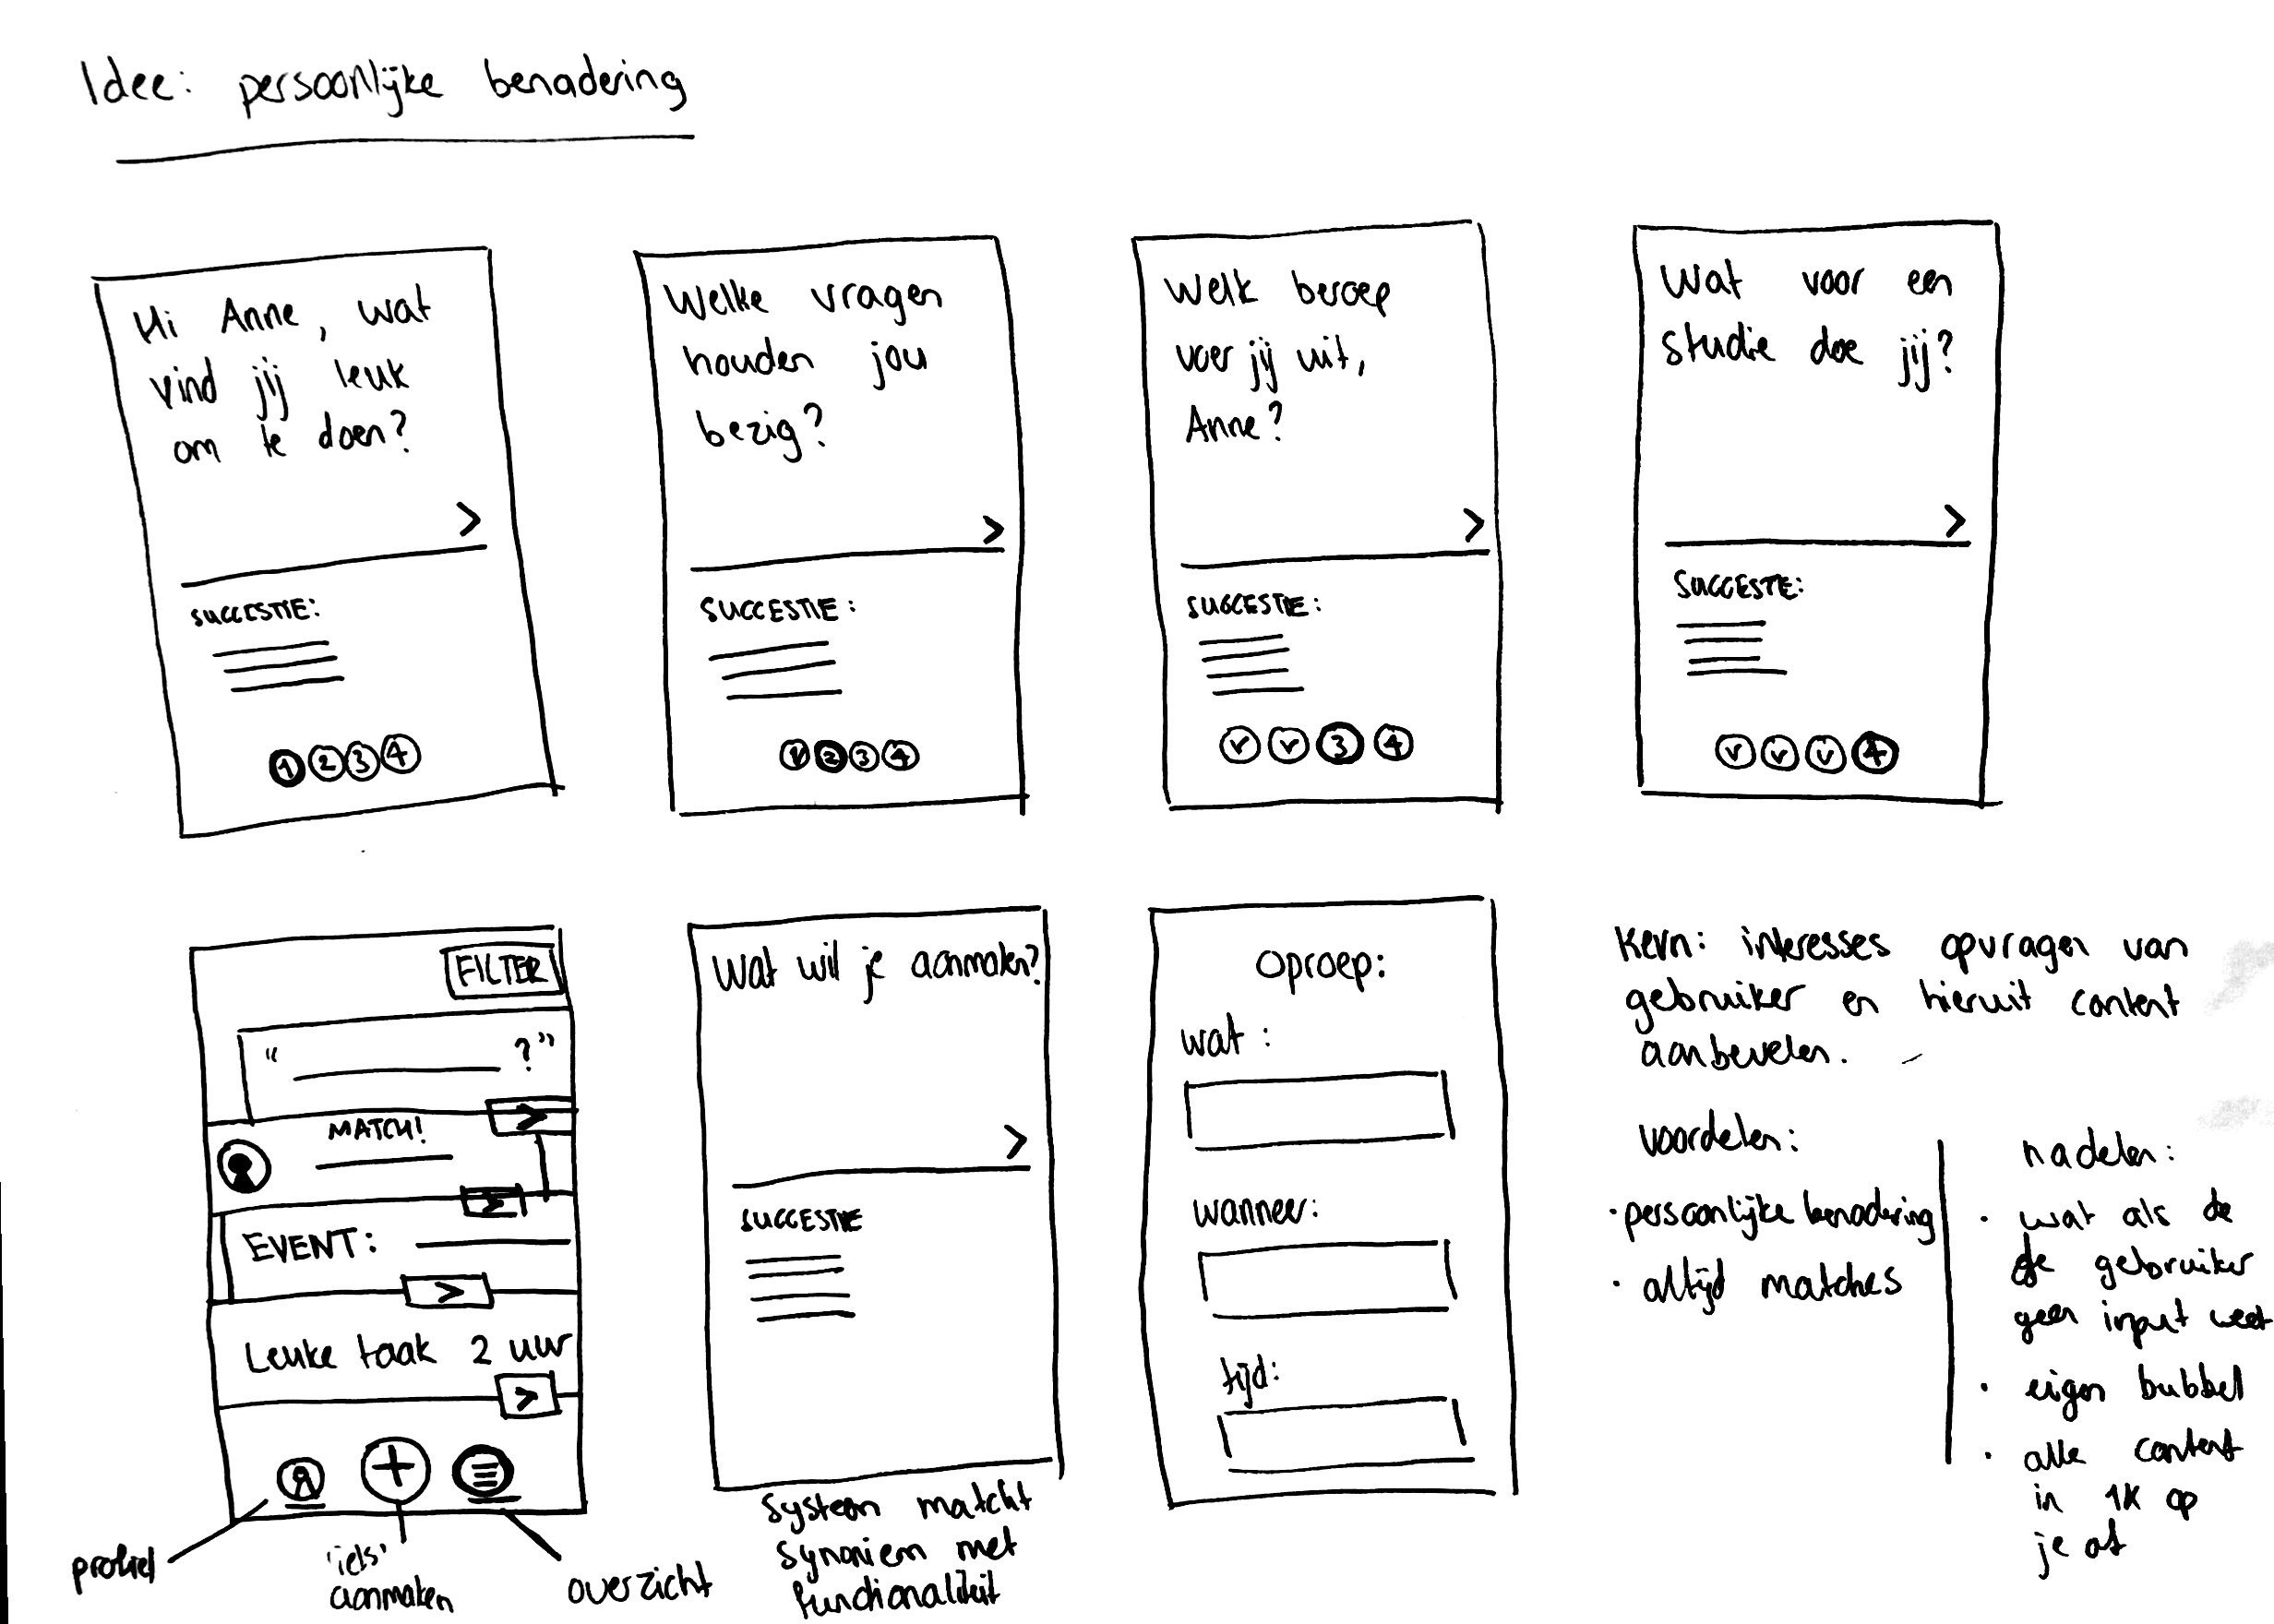 Idee: persoonlijke benadering
Hi Anne, wat
vind jij leuk
om te doen?
>
SUGGESTIE:
1 2 3 4
Welke vragen
houden jou
bezig?
>
SUGGESTIE:
1 2 3 4
Welk beroep
voer jij uit,
Anne?
>
SUGGESTIE:
v v 3 4
Wat voor een
studie doe jij?
>
SUGGESTIE:
v v v 4
FILTER
" ?"
>
MATCH!
>
EVENT:
>
Leuke taak 2 uur
>
+
profiel
'iets'
aanmaken
overzicht
Wat wil je aanmaken?
>
SUGGESTIE
Systeem matcht
synoniem met
functionaliteit
Oproep:
wat:
wanneer:
tijd:
Kern: interesses opvragen van
gebruiker en hieruit content
aanbevelen.
voordelen:
· persoonlijke benadering
· altijd matches
nadelen:
· wat als de
de gebruiker
geen input weet
· eigen bubbel
· alle content
in 1x op
je af